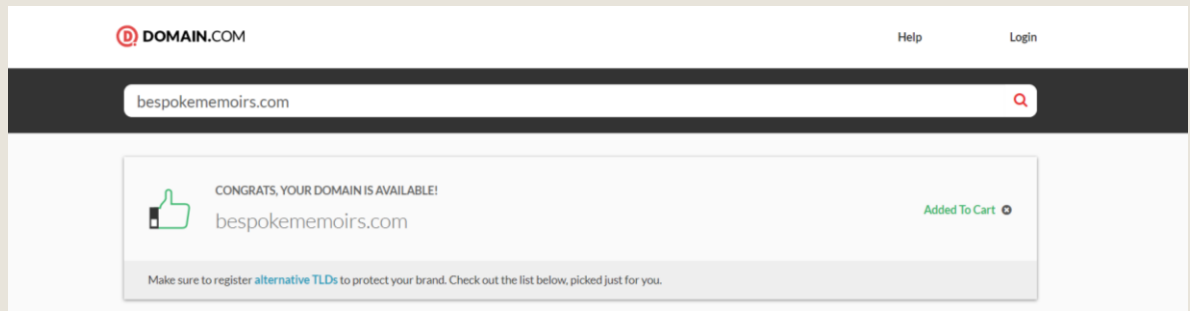 DOMAIN.COM
Help
Login
bespokememoirs.com
CONGRATS, YOUR DOMAIN IS AVAILABLE!
bespokememoirs.com
Added To Cart
Make sure to register alternative TLDs to protect your brand. Check out the list below, picked just for you.